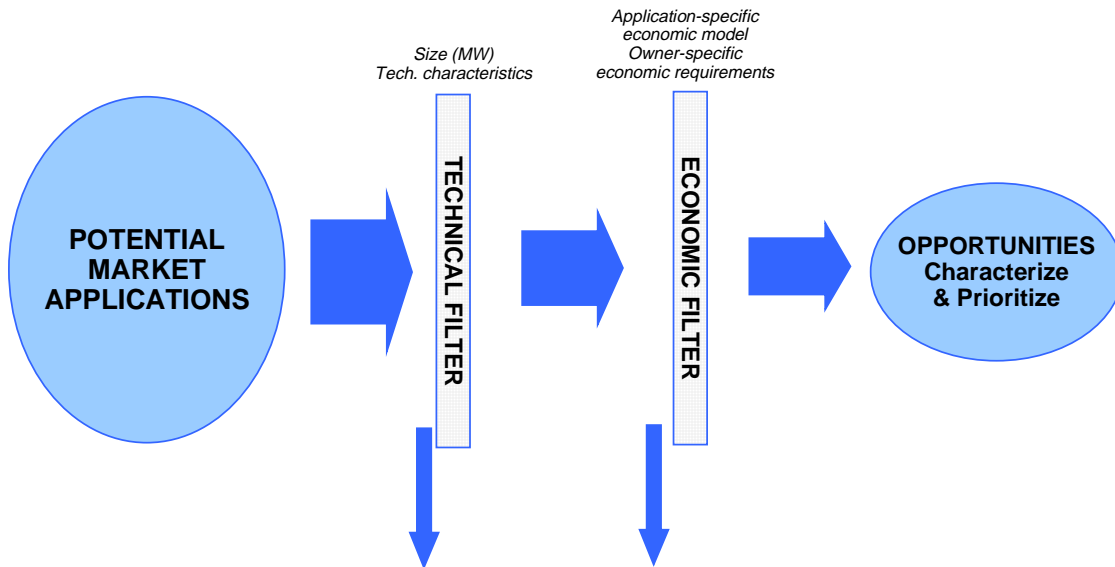 POTENTIAL
MARKET
APPLICATIONS
Size (MW)
Tech. characteristics
TECHNICAL FILTER
Application-specific
economic model
Owner-specific
economic requirements
ECONOMIC FILTER
OPPORTUNITIES
Characterize
& Prioritize